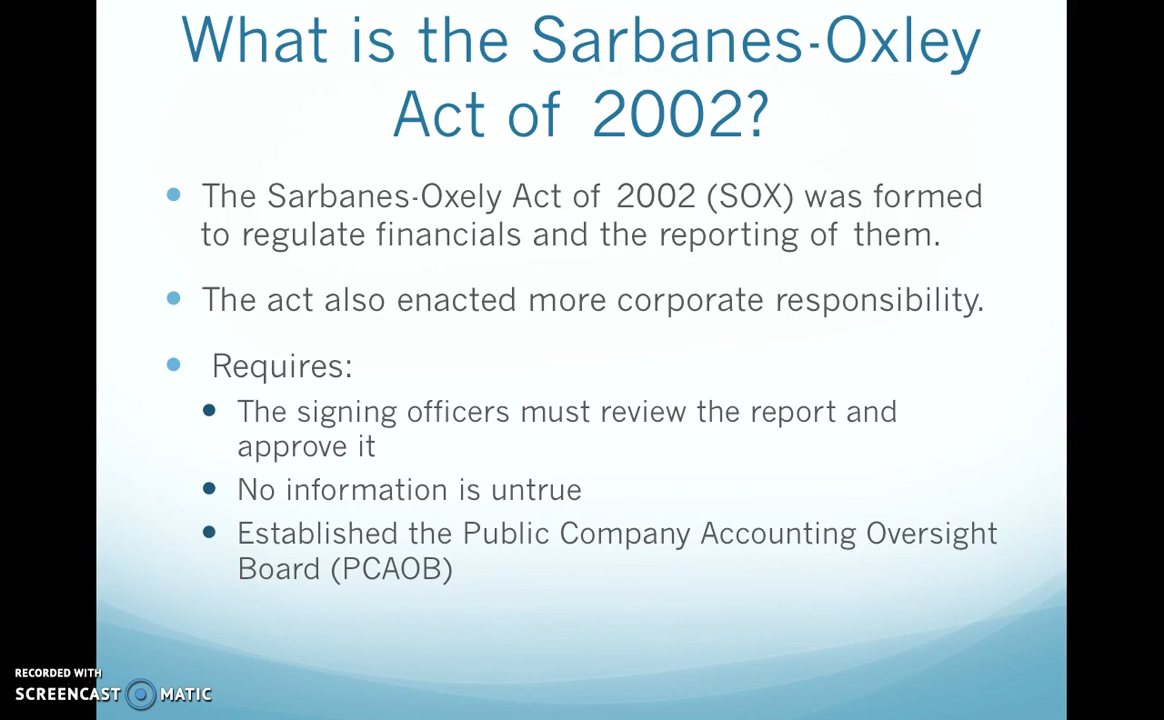 What is the Sarbanes-Oxley
Act of 2002?
• The Sarbanes-Oxely Act of 2002 (SOX) was formed
to regulate financials and the reporting of them.
• The act also enacted more corporate responsibility.
• Requires:
• The signing officers must review the report and
approve it
• No information is untrue
• Established the Public Company Accounting Oversight
Board (PCAOB)
RECORDED WITH
SCREENCAST MATIC